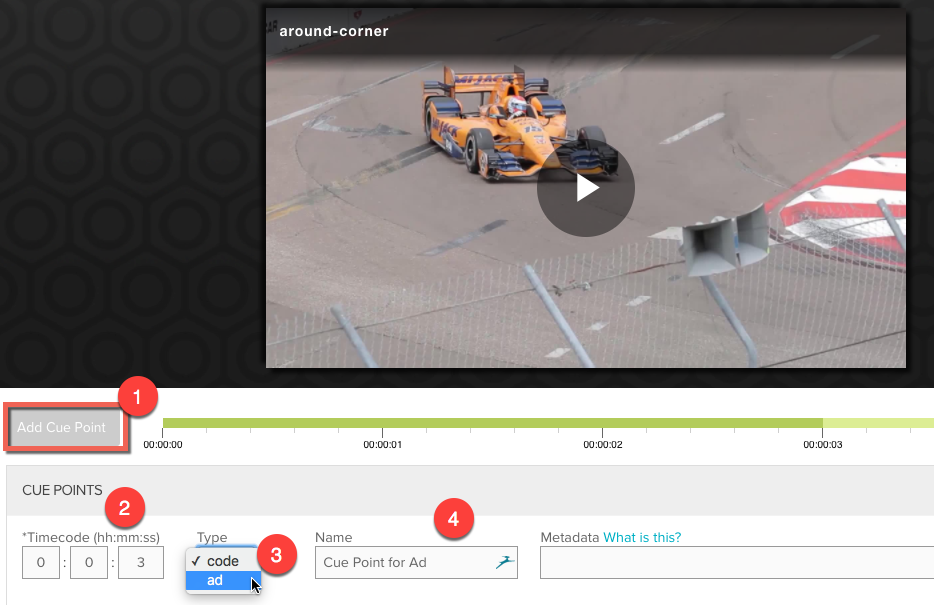 around-corner
1
Add Cue Point
00:00:00
00:00:01
00:00:02
00:00:03
CUE POINTS
2
4
*Timecode (hh:mm:ss)
Type
Name
Metadata What is this?
0 : 0 : 3
✓ code
3
Cue Point for Ad
ad